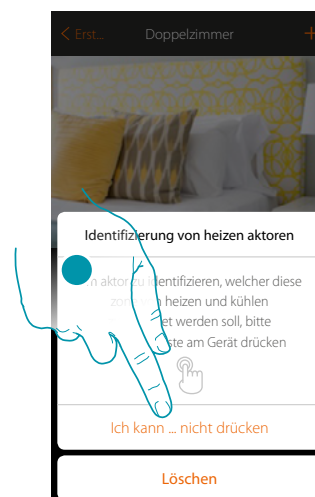 < Erst... Doppelzimmer +
Identifizierung von heizen aktoren
aktor zu identifizieren, welcher diese
heizen und kühlen
et werden soll, bitte
ste am Gerät drücken
Ich kann ... nicht drücken
Löschen